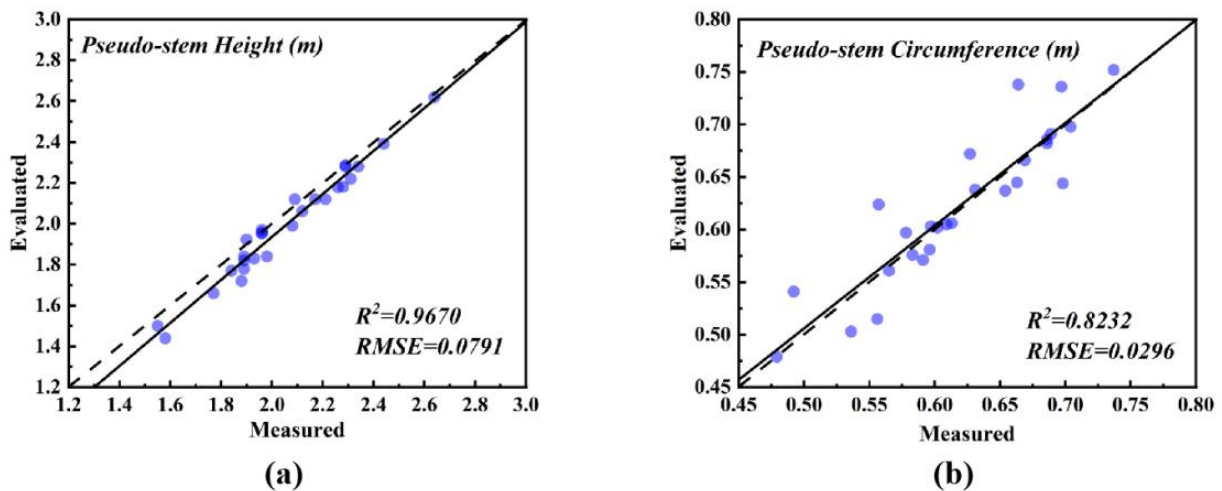 3.0
Pseudo-stem Height (m)
2.8
2.6
2.4
2.2
Evaluated
2.0
1.8
1.6
R²=0.9670
1.4
RMSE=0.0791
1.2
1.2 1.4 1.6 1.8 2.0 2.2 2.4 2.6 2.8 3.0
Measured
(a)
0.80
Pseudo-stem Circumference (m)
0.75
0.70
0.65
Evaluated
0.60
0.55
R²=0.8232
0.50
RMSE=0.0296
0.45
0.45 0.50 0.55 0.60 0.65 0.70 0.75 0.80
Measured
(b)